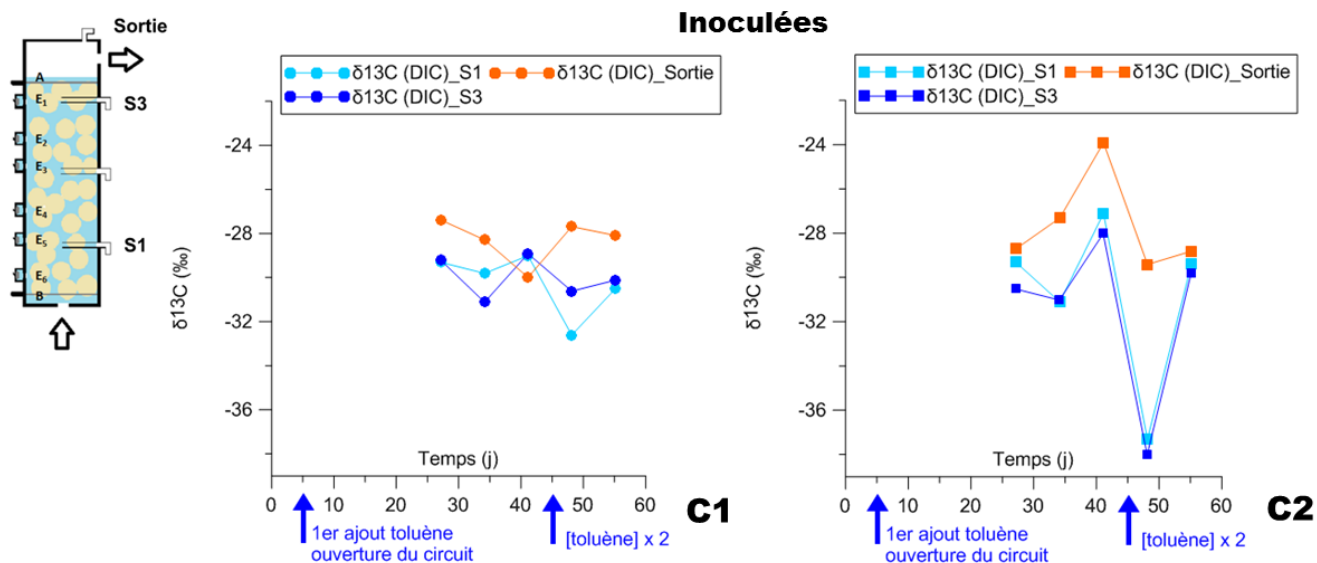 Inoculées
Sortie
A
E1
S3
E2
E3
E4
E5
S1
E6
B
δ13C (DIC)_S1 δ13C (DIC)_Sortie
δ13C (DIC)_S3
-24
-28
-32
-36
δ13C (‰)
Temps (j)
0 10 20 30 40 50 60
C1
1er ajout toluène
ouverture du circuit
[toluène] x 2
δ13C (DIC)_S1 δ13C (DIC)_Sortie
δ13C (DIC)_S3
-24
-28
-32
-36
δ13C (‰)
Temps (j)
0 10 20 30 40 50 60
C2
1er ajout toluène
ouverture du circuit
[toluène] x 2